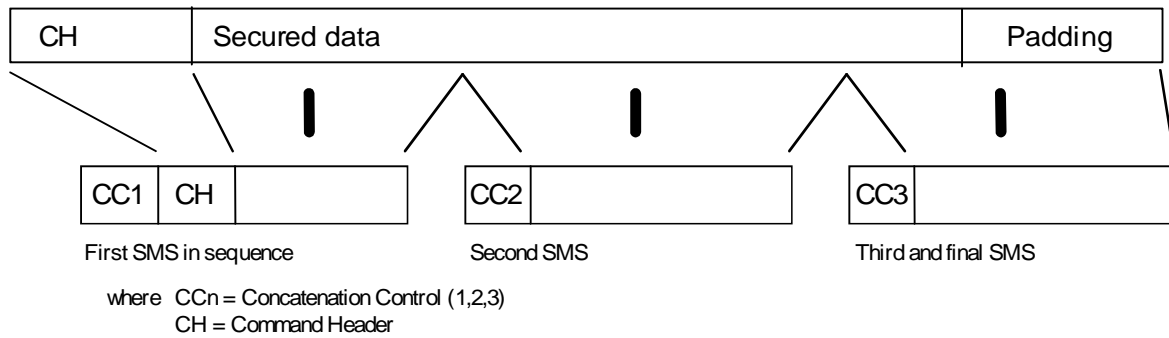 CH Secured data Padding
CC1 CH CC2 CC3
First SMS in sequence Second SMS Third and final SMS
where CCn = Concatenation Control (1,2,3)
CH = Command Header